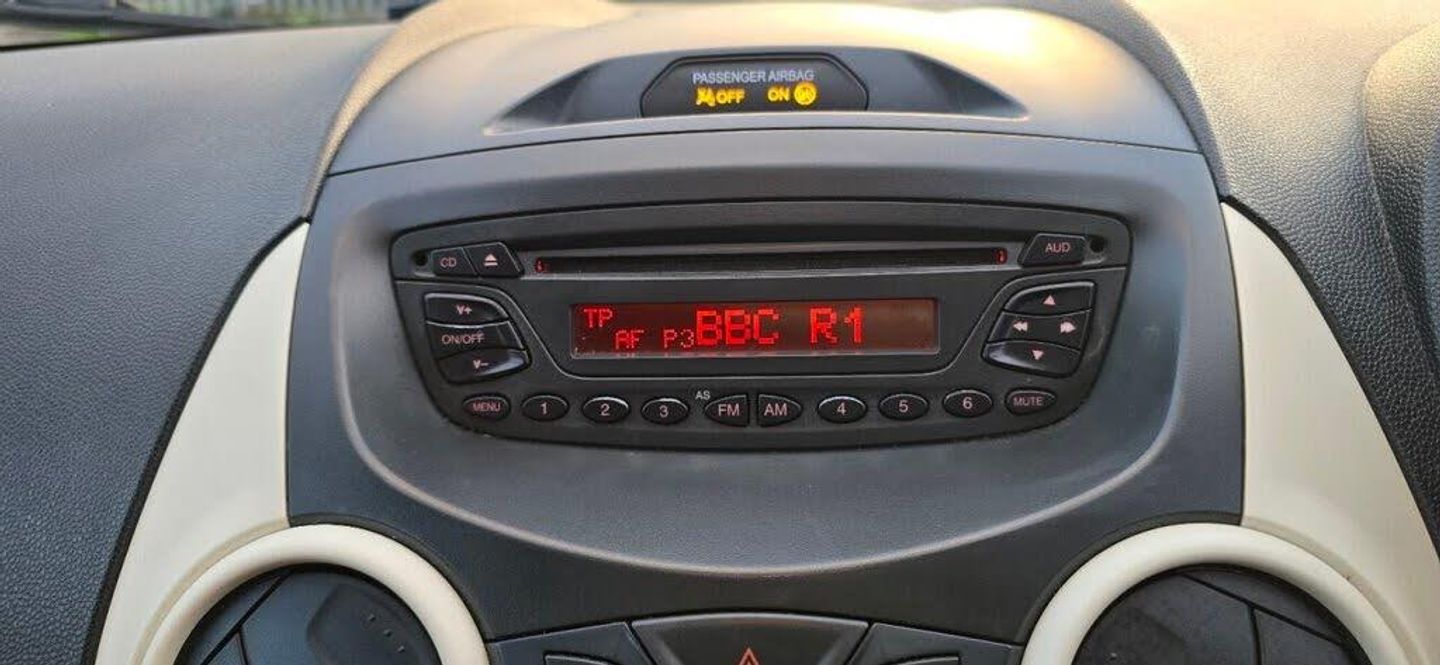 PASSENGER AIRBAG
OFF ON
CD AUD
V+
ON/OFF
V-
TP
AF P3 BBC R1
AS
MENU 1 2 3 FM AM 4 5 6 MUTE